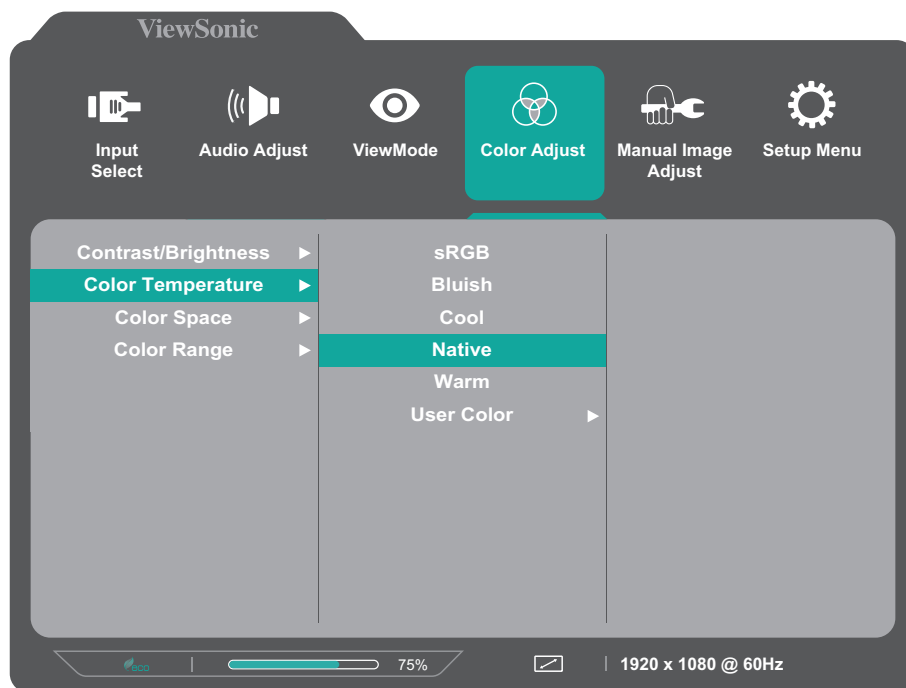 ViewSonic
Input
Select
Audio Adjust
ViewMode
Color Adjust
Manual Image
Adjust
Setup Menu
Contrast/Brightness
Color Temperature
Color Space
Color Range
sRGB
Bluish
Cool
Native
Warm
User Color
eco
75%
1920 x 1080 @ 60Hz